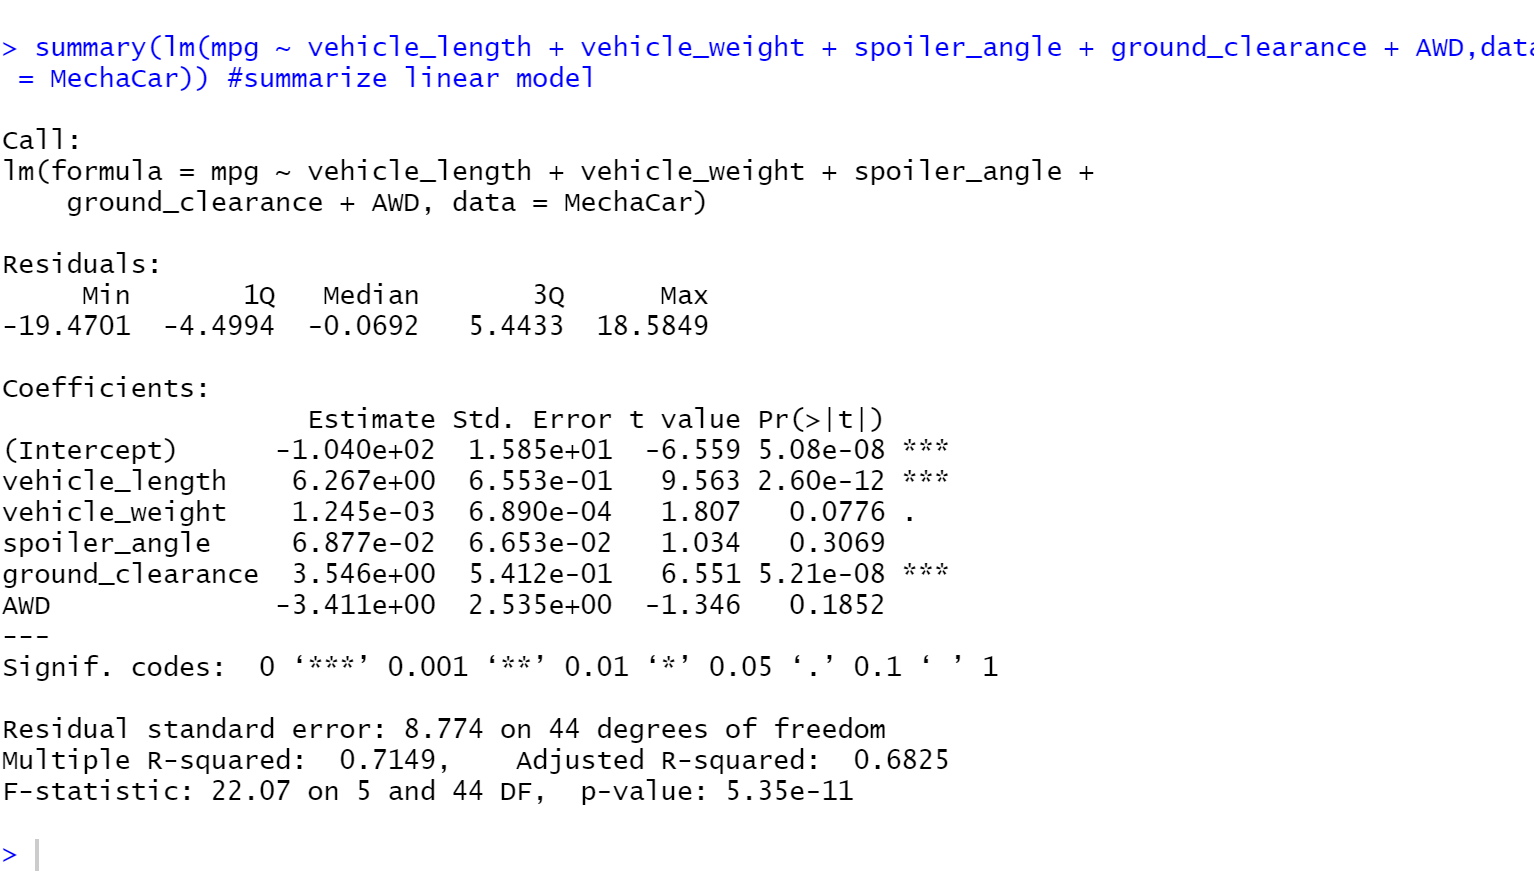 > summary(lm(mpg ~ vehicle_length + vehicle_weight + spoiler_angle + ground_clearance + AWD,data
 = MechaCar)) #summarize linear model
Call:
lm(formula = mpg ~ vehicle_length + vehicle_weight + spoiler_angle +
    ground_clearance + AWD, data = MechaCar)
Residuals:
     Min       1Q   Median       3Q      Max
-19.4701  -4.4994  -0.0692   5.4433  18.5849
Coefficients:
                   Estimate Std. Error t value Pr(>|t|)
(Intercept)      -1.040e+02  1.585e+01  -6.559 5.08e-08 ***
vehicle_length    6.267e+00  6.553e-01   9.563 2.60e-12 ***
vehicle_weight    1.245e-03  6.890e-04   1.807   0.0776 .
spoiler_angle     6.877e-02  6.653e-02   1.034   0.3069
ground_clearance  3.546e+00  5.412e-01   6.551 5.21e-08 ***
AWD              -3.411e+00  2.535e+00  -1.346   0.1852
---
Signif. codes:  0 ‘***’ 0.001 ‘**’ 0.01 ‘*’ 0.05 ‘.’ 0.1 ‘ ’ 1
Residual standard error: 8.774 on 44 degrees of freedom
Multiple R-squared:  0.7149,    Adjusted R-squared:  0.6825
F-statistic: 22.07 on 5 and 44 DF,  p-value: 5.35e-11
>